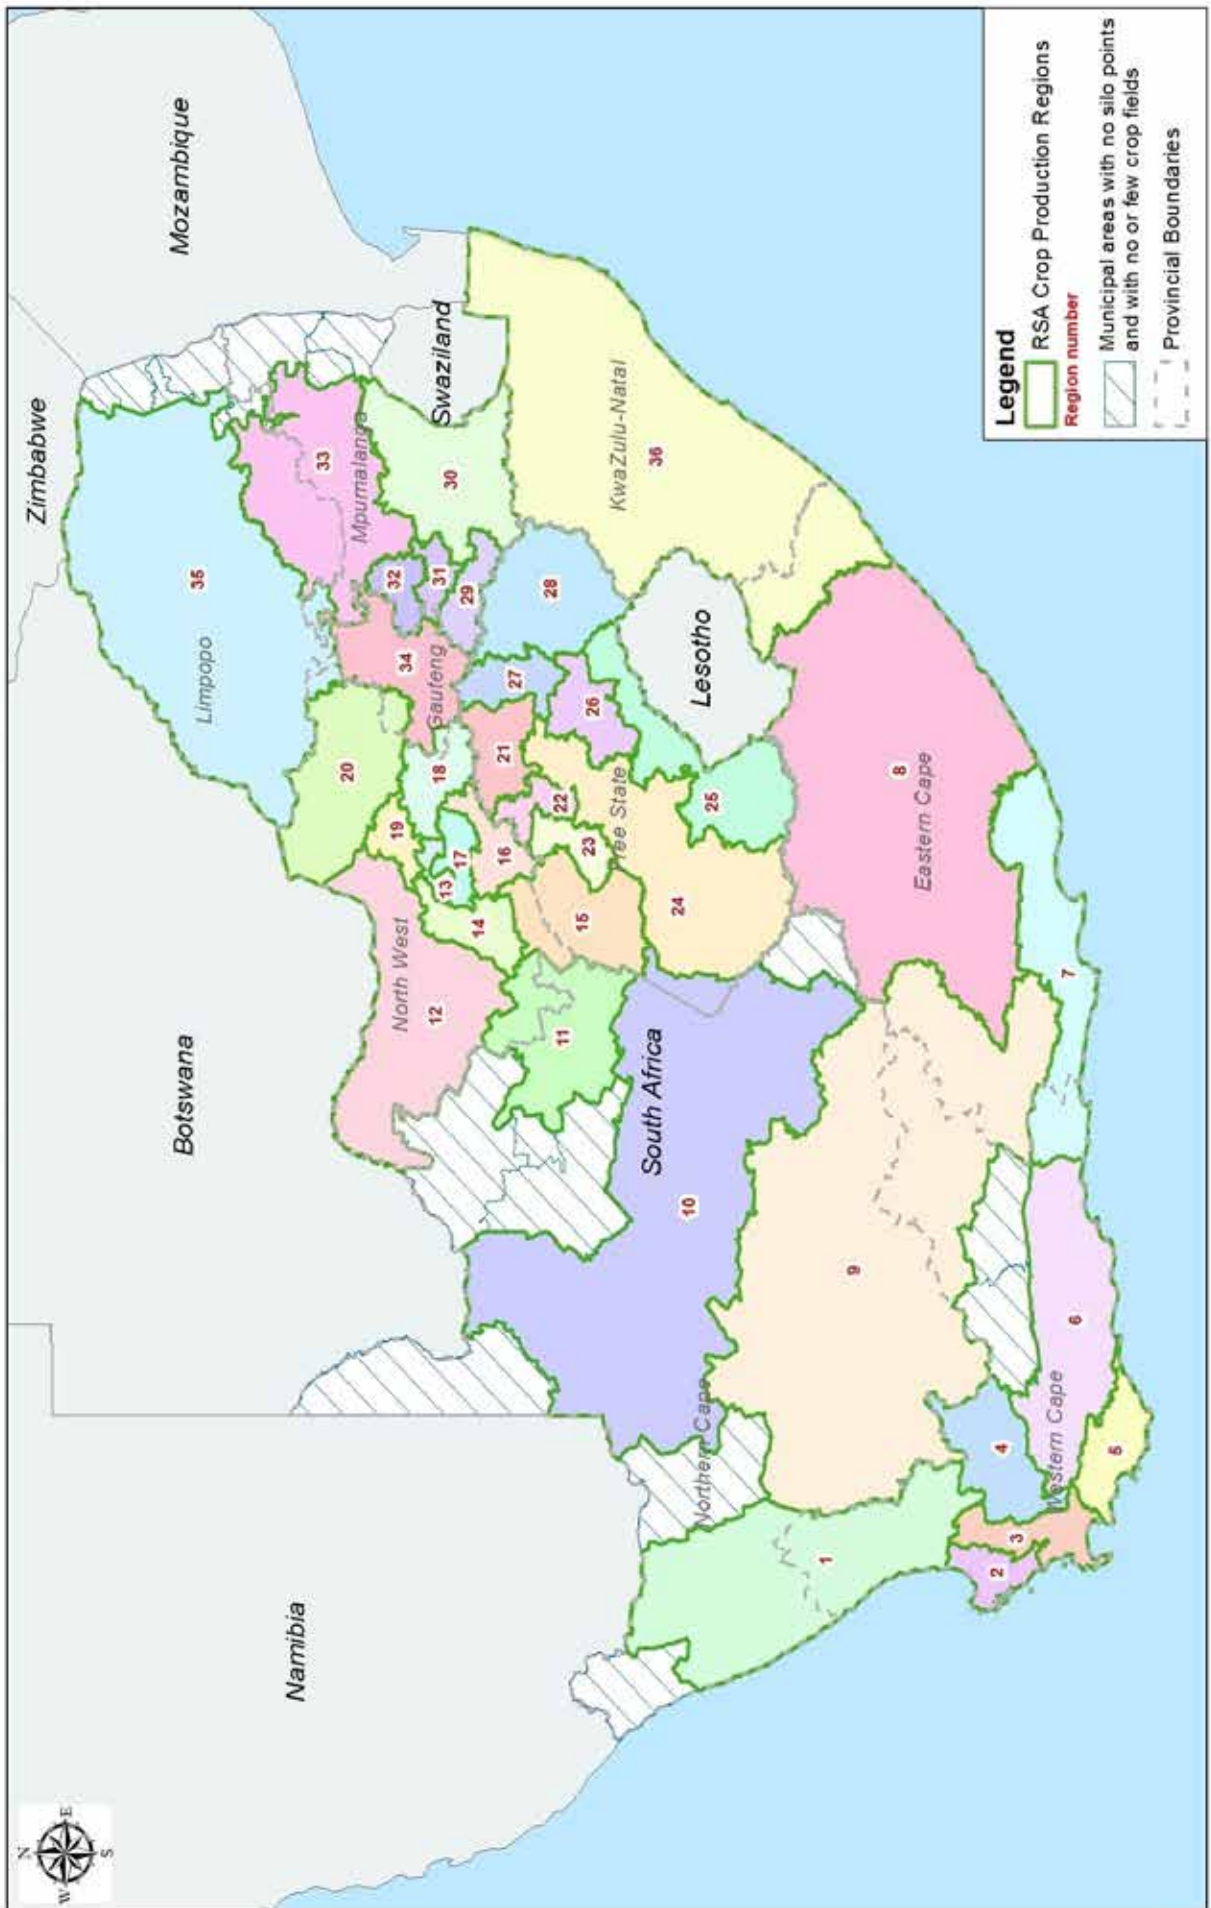 N
W
E
S
Namibia
Botswana
Zimbabwe
Mozambique
Swaziland
Lesotho
South Africa
Limpopo
Mpumalanga
Gauteng
North West
Free State
KwaZulu-Natal
Northern Cape
Eastern Cape
Western Cape
1
2
3
4
5
6
7
8
9
10
11
12
13
14
15
16
17
18
19
20
21
22
23
24
25
26
27
28
29
30
31
32
33
34
35
36
Legend
RSA Crop Production Regions
Region number
Municipal areas with no silo points
and with no or few crop fields
Provincial Boundaries